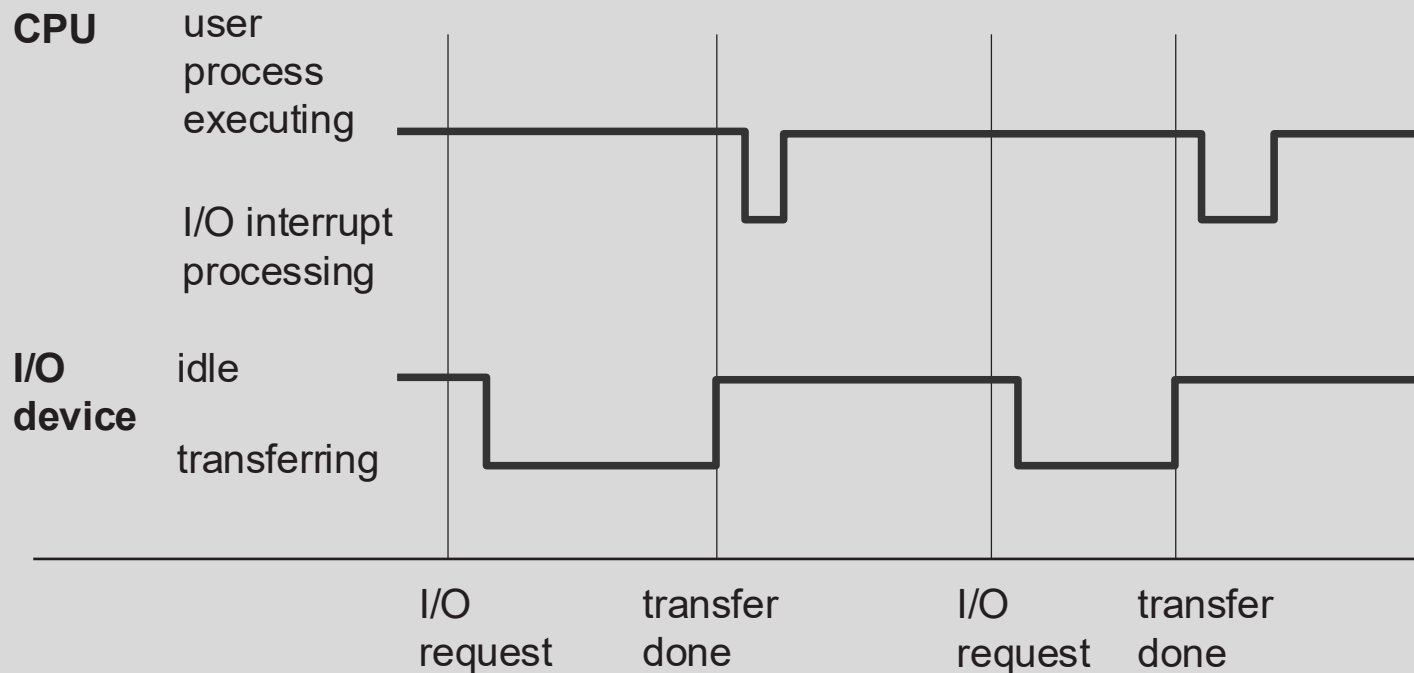 CPU
user
process
executing
I/O interrupt
processing
I/O
device
idle
transferring
I/O
request
transfer
done
I/O
request
transfer
done